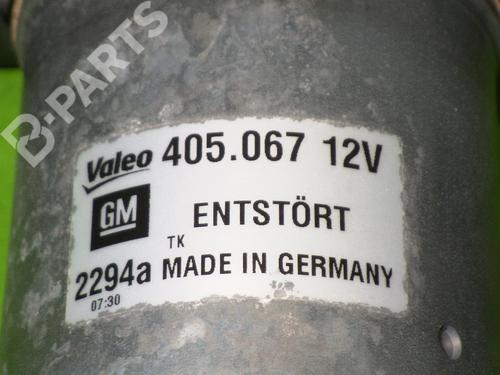 B-PARTS
Valeo 405.067 12V
GM ENTSTÖRT
TK
2294a MADE IN GERMANY
07:30